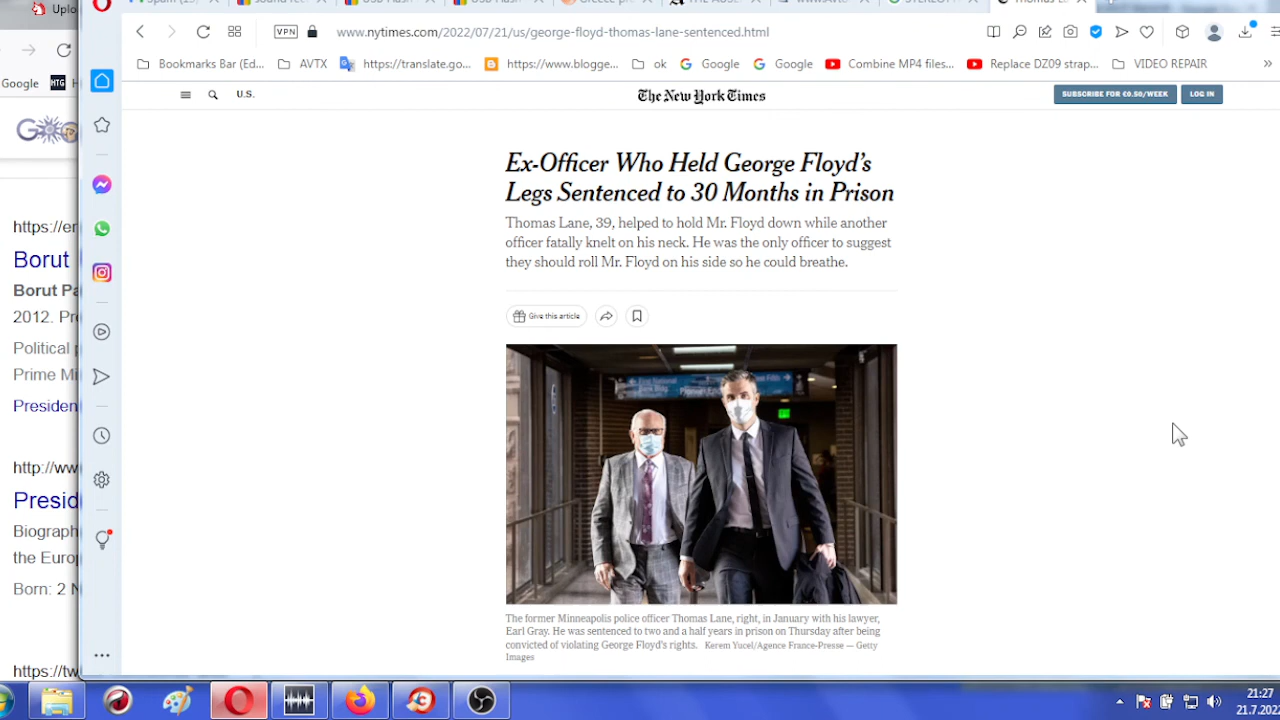 Uplo
www.nytimes.com/2022/07/21/us/george-floyd-thomas-lane-sentenced.html
VPN
Bookmarks Bar (Ed...
AVTX
https://translate.go...
https://www.blogge...
ok
Google
Google
Combine MP4 files...
Replace DZ09 strap...
VIDEO REPAIR
»
Google
HTG
U.S.
The New York Times
SUBSCRIBE FOR €0.50/WEEK
LOG IN
Ex-Officer Who Held George Floyd's
Legs Sentenced to 30 Months in Prison
Thomas Lane, 39, helped to hold Mr. Floyd down while another
officer fatally knelt on his neck. He was the only officer to suggest
they should roll Mr. Floyd on his side so he could breathe.
Give this article
The former Minneapolis police officer Thomas Lane, right, in January with his lawyer,
Earl Gray. He was sentenced to two and a half years in prison on Thursday after being
convicted of violating George Floyd's rights. Kerem Yucel/Agence France-Presse — Getty
Images
https://er
Borut
Borut Pa
2012. Pre
Political p
Prime Mi
President
http://ww
Presid
Biograph
the Europ
Born: 2 N
https://tw
21:27
21.7.2022